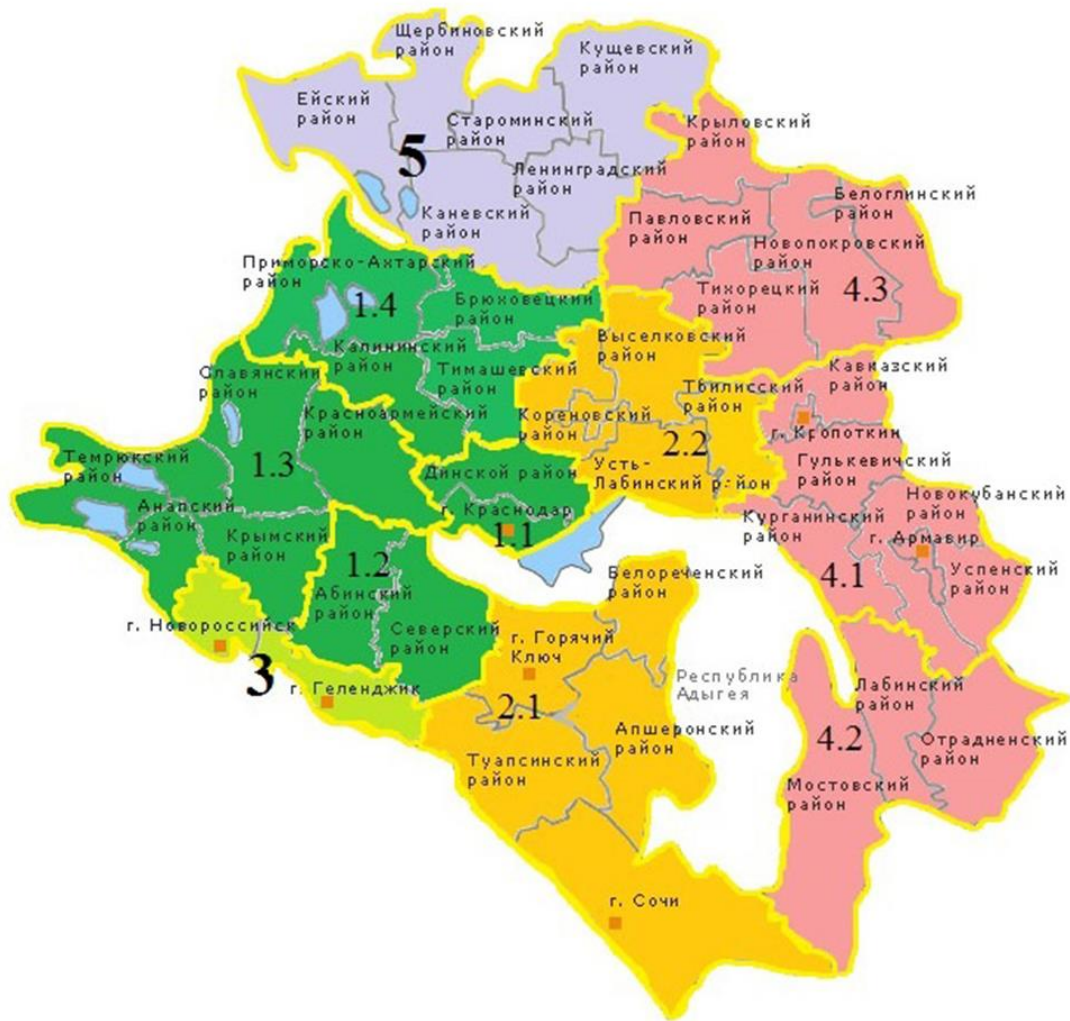 Щербиновский
район
Кущевский
район
Ейский
район
Староминский
район
5
Ленинградский
район
Каневский
район
Крыловский
район
Белоглинский
район
Павловский
район
Новопокровский
район
Тихорецкий
район
4.3
Приморско-Ахтарский
район
1.4
Брюховецкий
район
Калининский
район
Тимашевский
район
Выселковский
район
Славянский
район
Красноармейский
район
Кореновский
район
Тбилисский
район
Кавказский
район
г. Кропоткин
2.2
Усть-
Лабинский район
Гулькевичский
район
Темрюкский
район
1.3
Динской район
г. Краснодар
1.1
Анапский
район
Крымский
район
1.2
Абинский
район
Северский
район
Новокубанский
район
Курганинский
район
г. Армавир
Успенский
район
4.1
Белореченский
район
г. Новороссийск
3
г. Геленджик
г. Горячий
Ключ
2.1
Республика
Адыгея
Апшеронский
район
Туапсинский
район
Лабинский
район
4.2
Отрадненский
район
Мостовский
район
г. Сочи